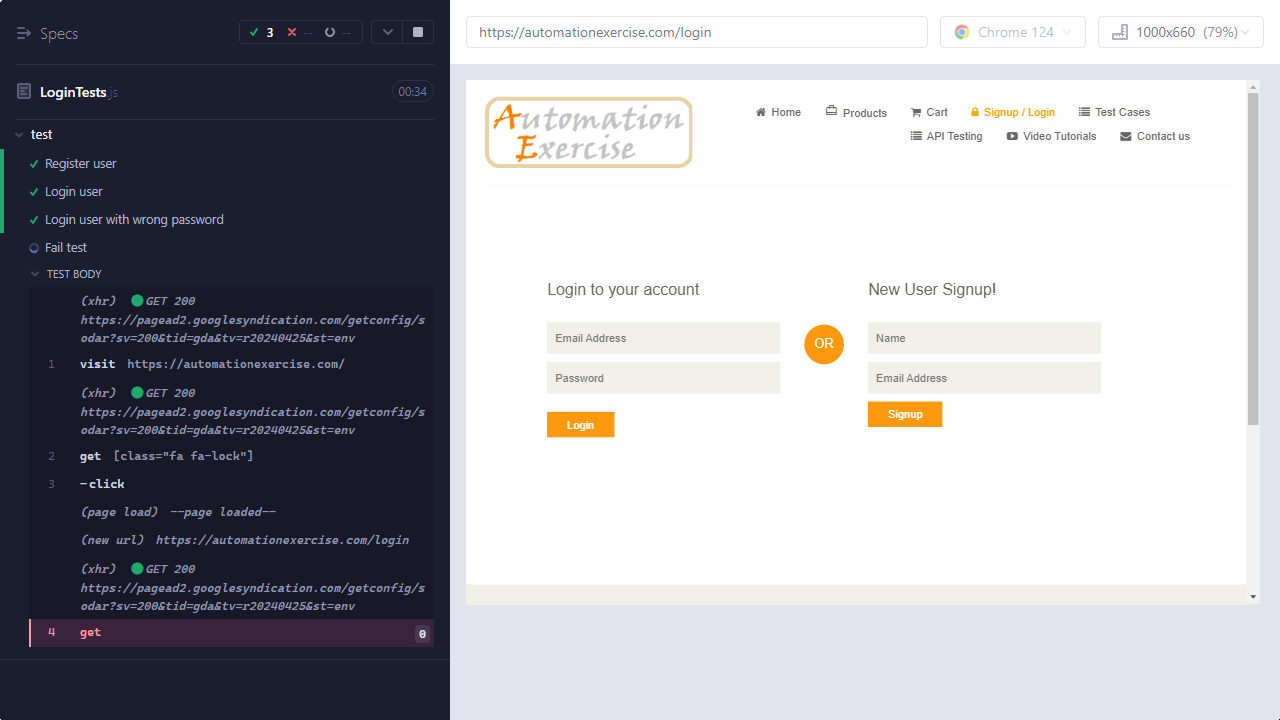 Specs
3 -- --
LoginTests.js
00:34
test
Register user
Login user
Login user with wrong password
Fail test
TEST BODY
(xhr) GET 200
https://pagead2.googlesyndication.com/getconfig/s
odar?sv=200&tid=gda&tv=r20240425&st=env
1 visit https://automationexercise.com/
(xhr) GET 200
https://pagead2.googlesyndication.com/getconfig/s
odar?sv=200&tid=gda&tv=r20240425&st=env
2 get [class="fa fa-lock"]
3 -click
(page load) --page loaded--
(new url) https://automationexercise.com/login
(xhr) GET 200
https://pagead2.googlesyndication.com/getconfig/s
odar?sv=200&tid=gda&tv=r20240425&st=env
4 get 0
https://automationexercise.com/login
Chrome 124
1000x660 (79%)
Automation
Exercise
Home Products Cart Signup / Login Test Cases
API Testing Video Tutorials Contact us
Login to your account
Email Address
Password
Login
OR
New User Signup!
Name
Email Address
Signup